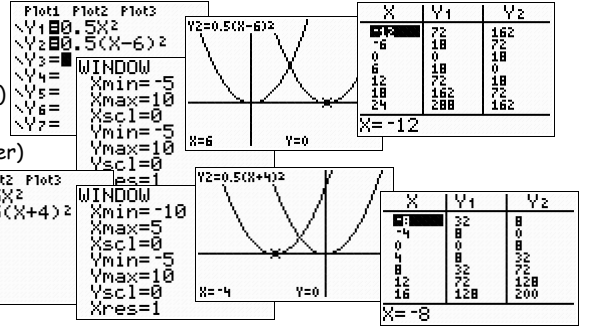 Plot1 Plot2 Plot3
\Y1=0.5X²
\Y2=0.5(X-6)²
\Y3=
\Y4=
\Y5=
\Y6=
\Y7=
)
er)
WINDOW
Xmin=-5
Xmax=10
Xscl=0
Ymin=-5
Ymax=10
Yscl=0
res=1
Y2=0.5(X-6)²
X=6 Y=0
X Y1 Y2
-12 72 162
-6 18 72
0 0 18
6 18 0
12 72 18
18 162 72
24 288 162
X=-12
t2 Plot3
X²
(X+4)²
WINDOW
Xmin=-10
Xmax=5
Xscl=0
Ymin=-5
Ymax=10
Yscl=0
Xres=1
Y2=0.5(X+4)²
X=-4 Y=0
X Y1 Y2
-8 32 8
-4 8 0
0 0 8
4 8 32
8 32 72
12 72 128
16 128 200
X=-8